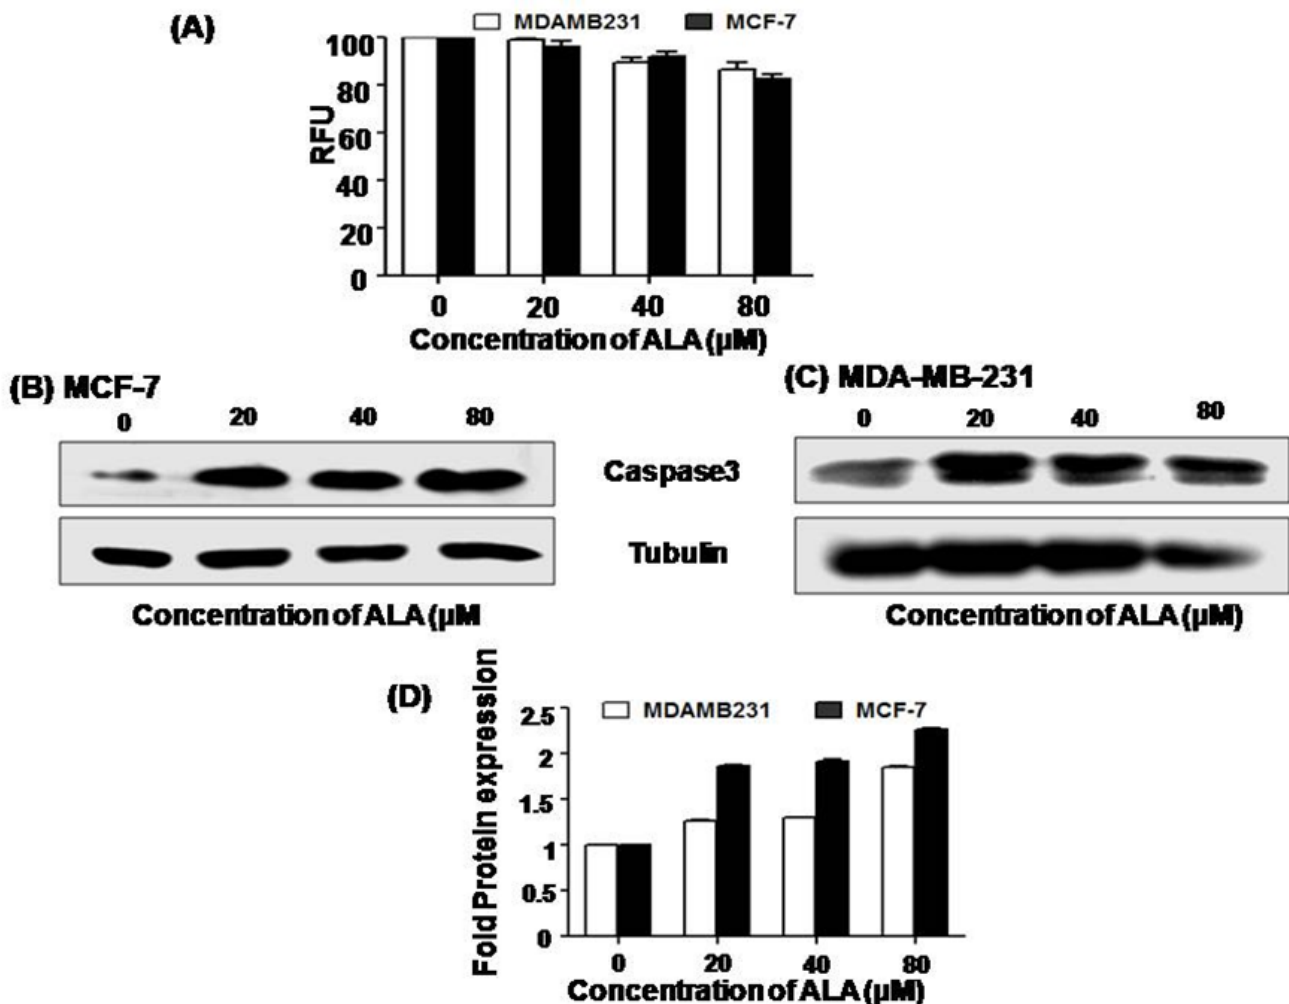 (A)
MDAMB231 MCF-7
100
80
60
40
20
0
RFU
0 20 40 80
Concentration of ALA (µM)
(B) MCF-7
0 20 40 80
(C) MDA-MB-231
0 20 40 80
Caspase3
Tubulin
Concentration of ALA (µM
Concentration of ALA (µM)
(D)
MDAMB231 MCF-7
2.5
2
1.5
1
0.5
0
Fold Protein expression
0 20 40 80
Concentration of ALA (µM)